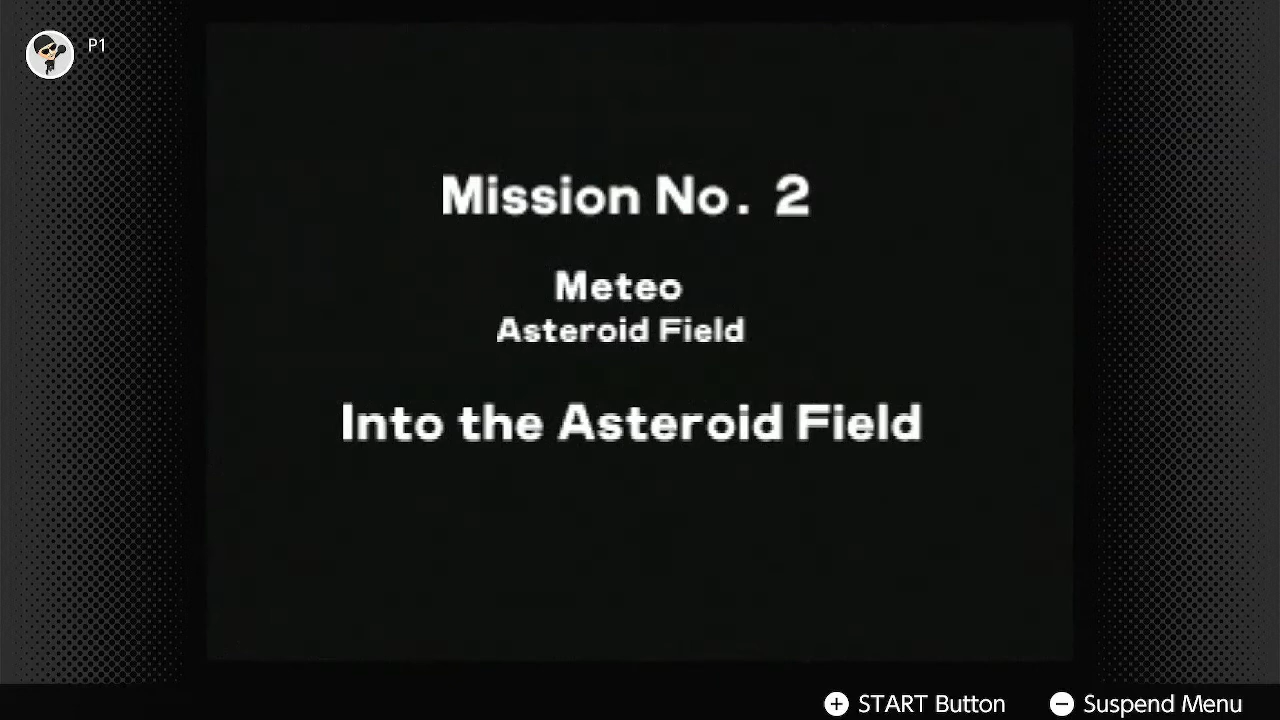 P1
Mission No. 2
Meteo
Asteroid Field
Into the Asteroid Field
START Button
Suspend Menu